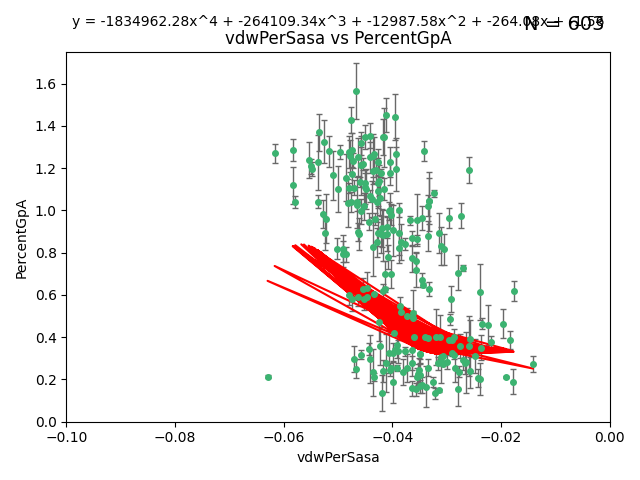 y = -1834962.28x^4 + -264109.34x^3 + -12987.58x^2 + -264.08x +
N = 603
vdwPerSasa vs PercentGpA
1.6
1.4
1.2
1.0
0.8
0.6
0.4
0.2
0.0
PercentGpA
−0.10 −0.08 −0.06 −0.04 −0.02 0.00
vdwPerSasa